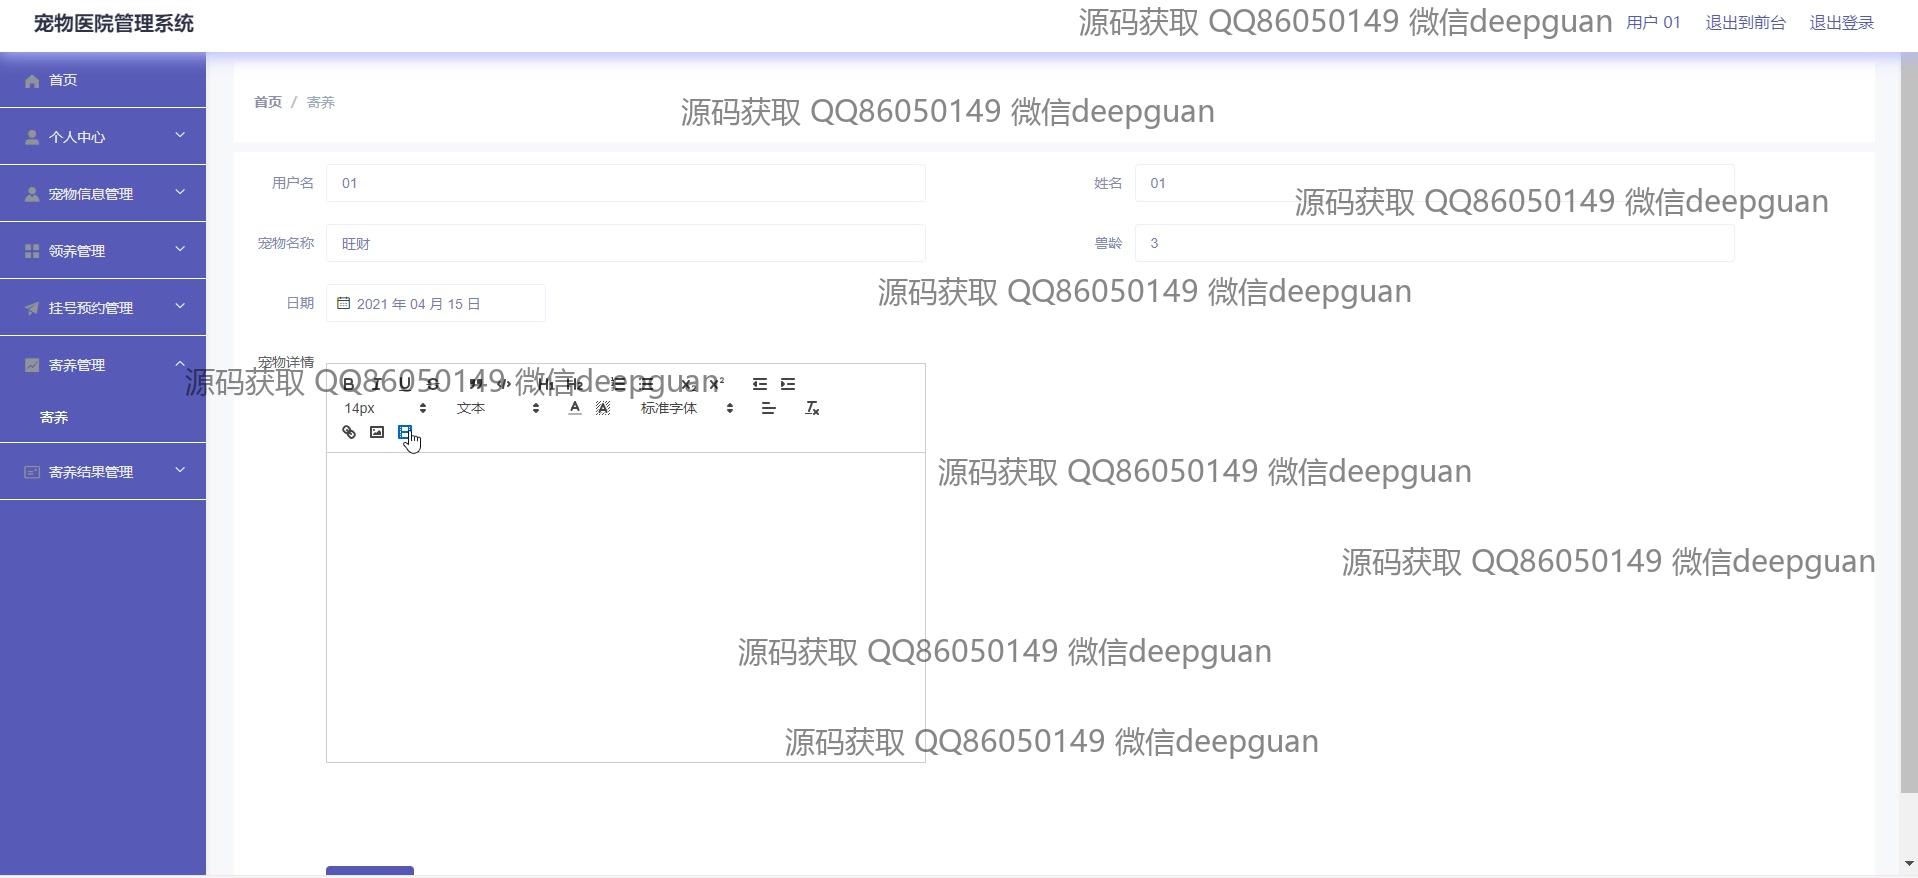 宠物医院管理系统
源码获取 QQ86050149 微信deepguan
用户 01
退出到前台
退出登录
首页
个人中心
宠物信息管理
领养管理
挂号预约管理
寄养管理
寄养
寄养结果管理
首页 / 寄养
源码获取 QQ86050149 微信deepguan
用户名 01
姓名 01
源码获取 QQ86050149 微信deepguan
宠物名称 旺财
兽龄 3
源码获取 QQ86050149 微信deepguan
日期 2021 年 04 月 15 日
宠物详情
源码获取 QQ86050149 微信deepguan
B I U S H1 H2 X2 X2
14px 文本 A A 标准字体 Tx
源码获取 QQ86050149 微信deepguan
源码获取 QQ86050149 微信deepguan
源码获取 QQ86050149 微信deepguan
源码获取 QQ86050149 微信deepguan